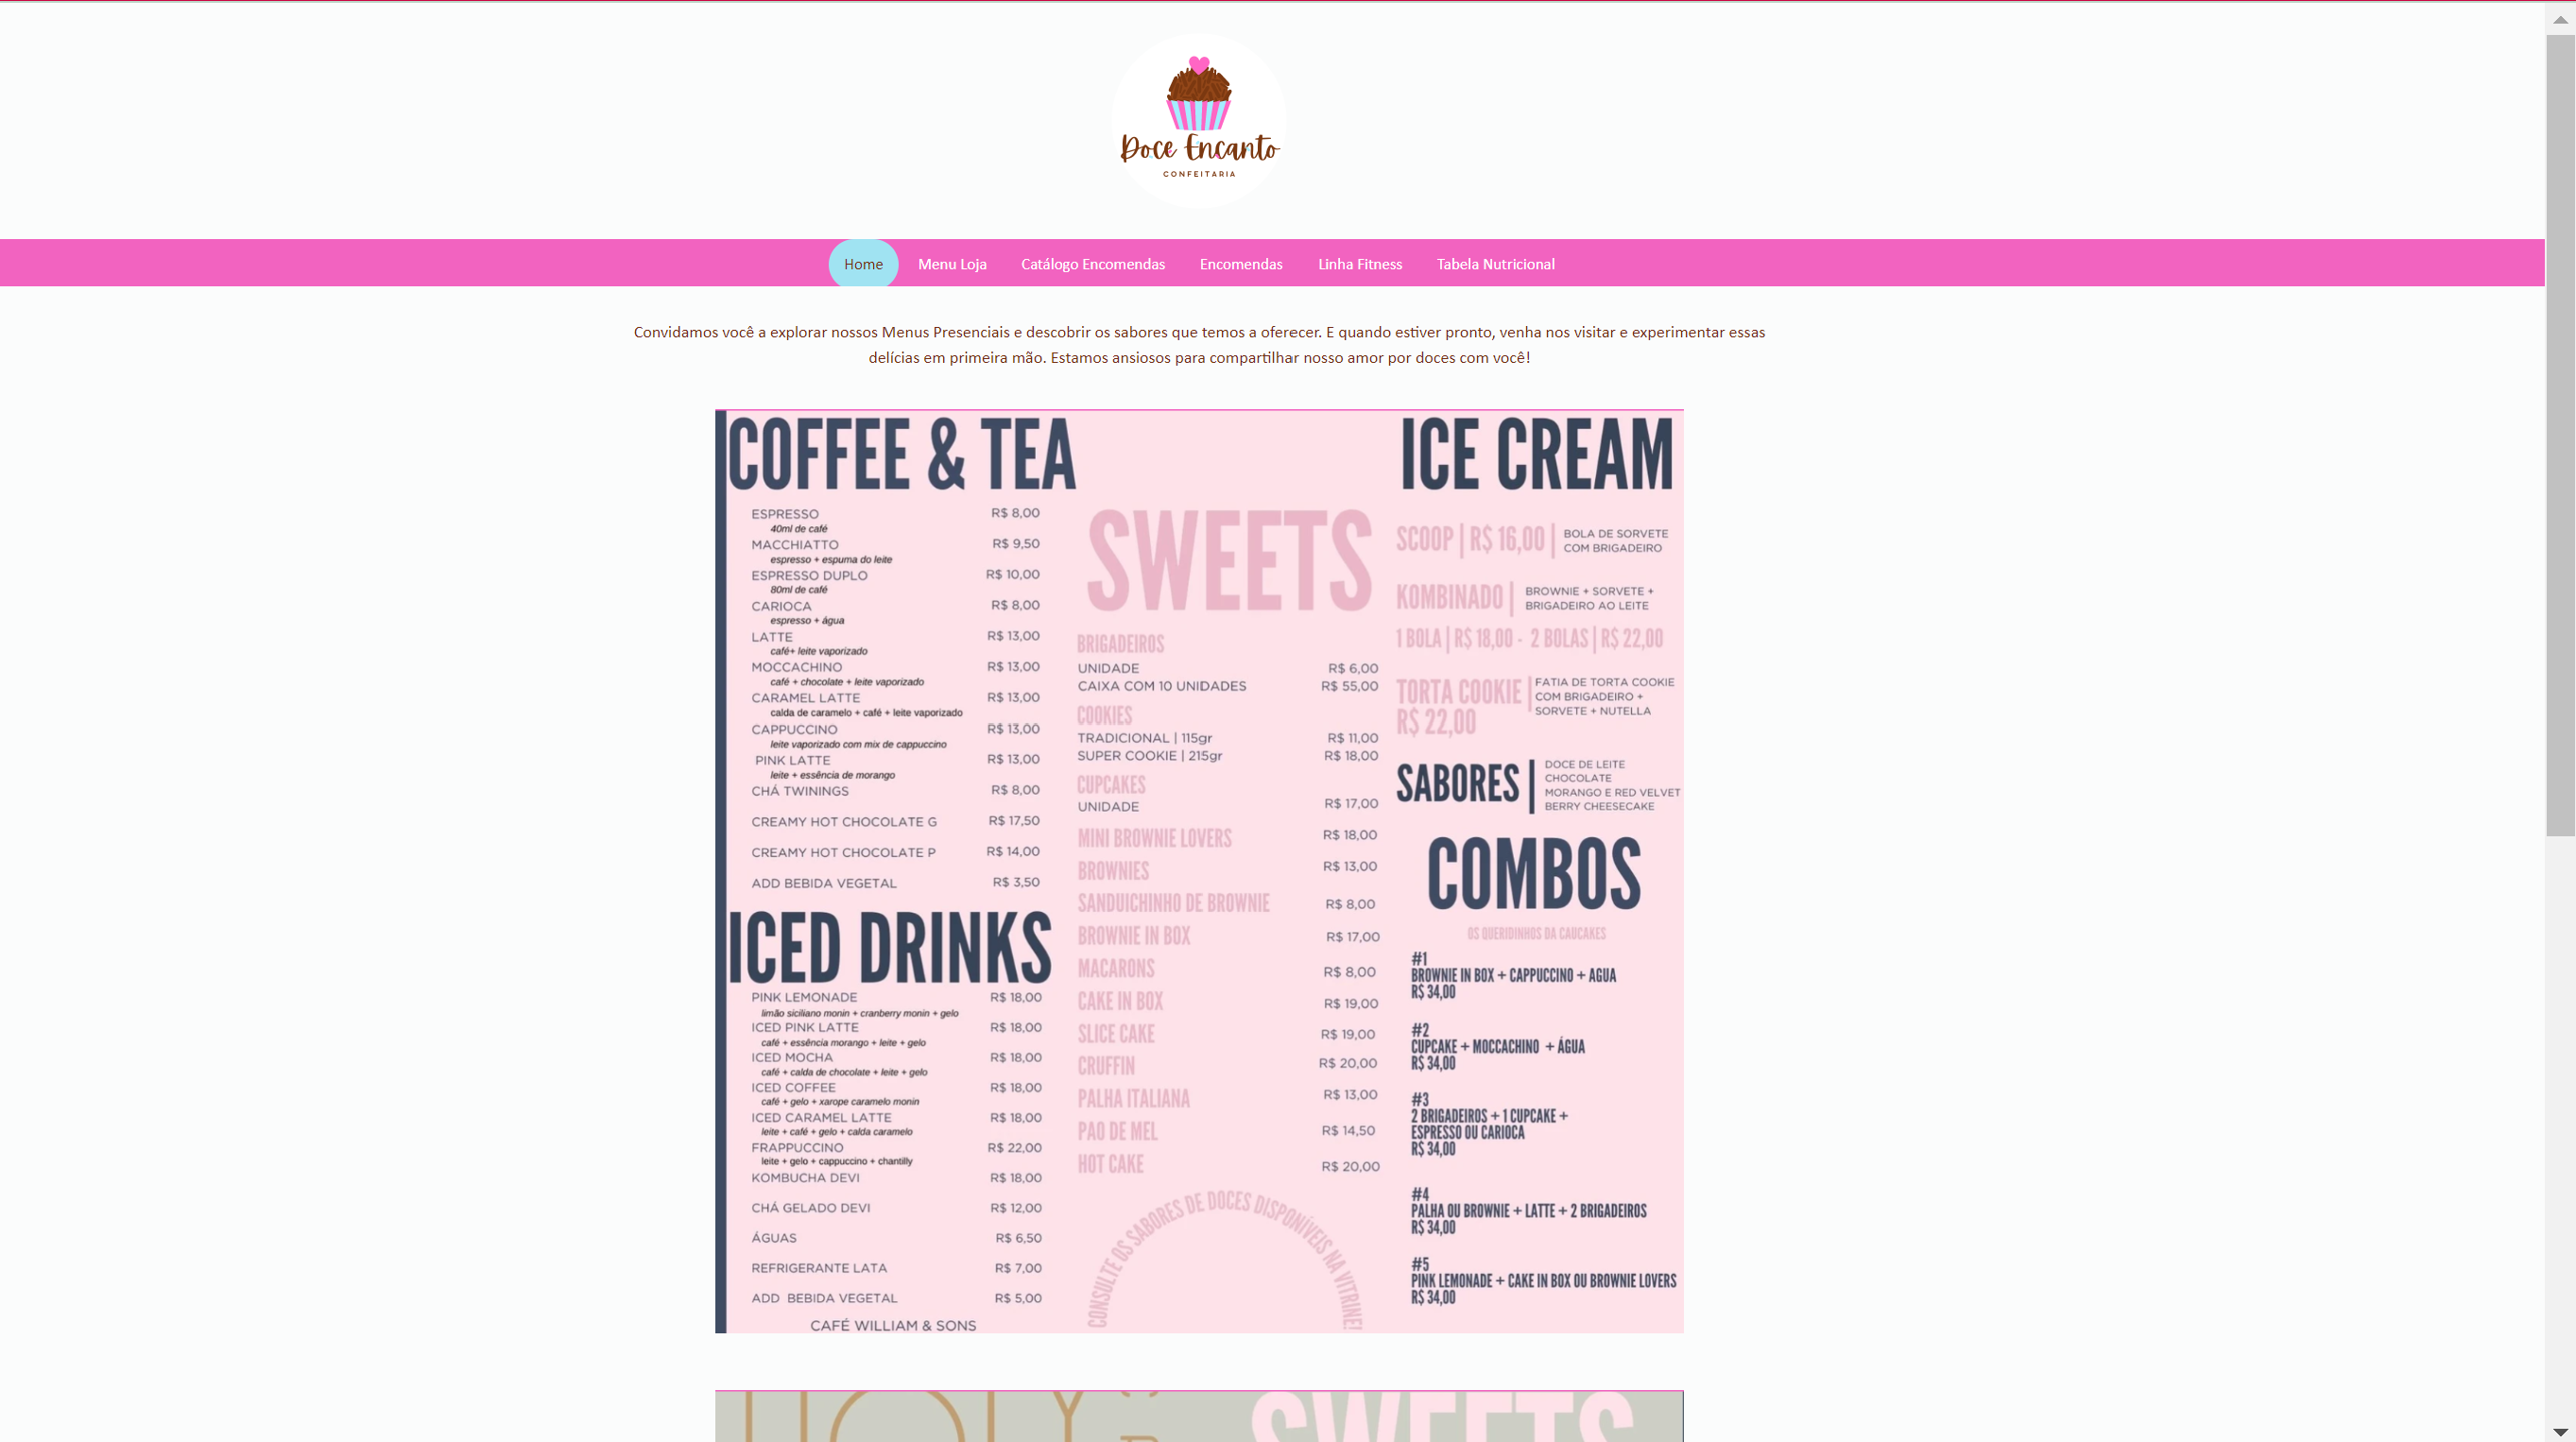 Doce Encanto
CONFEITARIA
Home
Menu Loja
Catálogo Encomendas
Encomendas
Linha Fitness
Tabela Nutricional
Convidamos você a explorar nossos Menus Presenciais e descobrir os sabores que temos a oferecer. E quando estiver pronto, venha nos visitar e experimentar essas
delícias em primeira mão. Estamos ansiosos para compartilhar nosso amor por doces com você!
COFFEE & TEA
ESPRESSO R$ 8,00
40ml de café
MACCHIATTO R$ 9,50
espresso + espuma do leite
ESPRESSO DUPLO R$ 10,00
80ml de café
CARIOCA R$ 8,00
espresso + água
LATTE R$ 13,00
café+ leite vaporizado
MOCCACHINO R$ 13,00
café + chocolate + leite vaporizado
CARAMEL LATTE R$ 13,00
calda de caramelo + café + leite vaporizado
CAPPUCCINO R$ 13,00
leite vaporizado com mix de cappuccino
PINK LATTE R$ 13,00
leite + essência de morango
CHÁ TWININGS R$ 8,00
CREAMY HOT CHOCOLATE G R$ 17,50
CREAMY HOT CHOCOLATE P R$ 14,00
ADD BEBIDA VEGETAL R$ 3,50
ICED DRINKS
PINK LEMONADE R$ 18,00
limão siciliano monin + cranberry monin + gelo
ICED PINK LATTE R$ 18,00
café + essência morango + leite + gelo
ICED MOCHA R$ 18,00
café + calda de chocolate + leite + gelo
ICED COFFEE R$ 18,00
café + gelo + xarope caramelo monin
ICED CARAMEL LATTE R$ 18,00
leite + café + gelo + calda caramelo
FRAPPUCCINO R$ 22,00
leite + gelo + cappuccino + chantilly
KOMBUCHA DEVI R$ 18,00
CHÁ GELADO DEVI R$ 12,00
ÁGUAS R$ 6,50
REFRIGERANTE LATA R$ 7,00
ADD BEBIDA VEGETAL R$ 5,00
CAFÉ WILLIAM & SONS
SWEETS
BRIGADEIROS
UNIDADE R$ 6,00
CAIXA COM 10 UNIDADES R$ 55,00
COOKIES
TRADICIONAL | 115gr R$ 11,00
SUPER COOKIE | 215gr R$ 18,00
CUPCAKES
UNIDADE R$ 17,00
MINI BROWNIE LOVERS R$ 18,00
BROWNIES R$ 13,00
SANDUICHINHO DE BROWNIE R$ 8,00
BROWNIE IN BOX R$ 17,00
MACARONS R$ 8,00
CAKE IN BOX R$ 19,00
SLICE CAKE R$ 19,00
CRUFFIN R$ 20,00
PALHA ITALIANA R$ 13,00
PAO DE MEL R$ 14,50
HOT CAKE R$ 20,00
CONSULTE OS SABORES DE DOCES DISPONÍVEIS NA VITRINE!
ICE CREAM
SCOOP | R$ 16,00 | BOLA DE SORVETE
COM BRIGADEIRO
KOMBINADO | BROWNIE + SORVETE +
BRIGADEIRO AO LEITE
1 BOLA | R$ 18,00 - 2 BOLAS | R$ 22,00
TORTA COOKIE | FATIA DE TORTA COOKIE
COM BRIGADEIRO +
SORVETE + NUTELLA
R$ 22,00
SABORES | DOCE DE LEITE
CHOCOLATE
MORANGO E RED VELVET
BERRY CHEESECAKE
COMBOS
OS QUERIDINHOS DA CAUCAKES
#1
BROWNIE IN BOX + CAPPUCCINO + AGUA
R$ 34,00
#2
CUPCAKE + MOCCACHINO + ÁGUA
R$ 34,00
#3
2 BRIGADEIROS + 1 CUPCAKE +
ESPRESSO OU CARIOCA
R$ 34,00
#4
PALHA OU BROWNIE + LATTE + 2 BRIGADEIROS
R$ 34,00
#5
PINK LEMONADE + CAKE IN BOX OU BROWNIE LOVERS
R$ 34,00
SWEETS